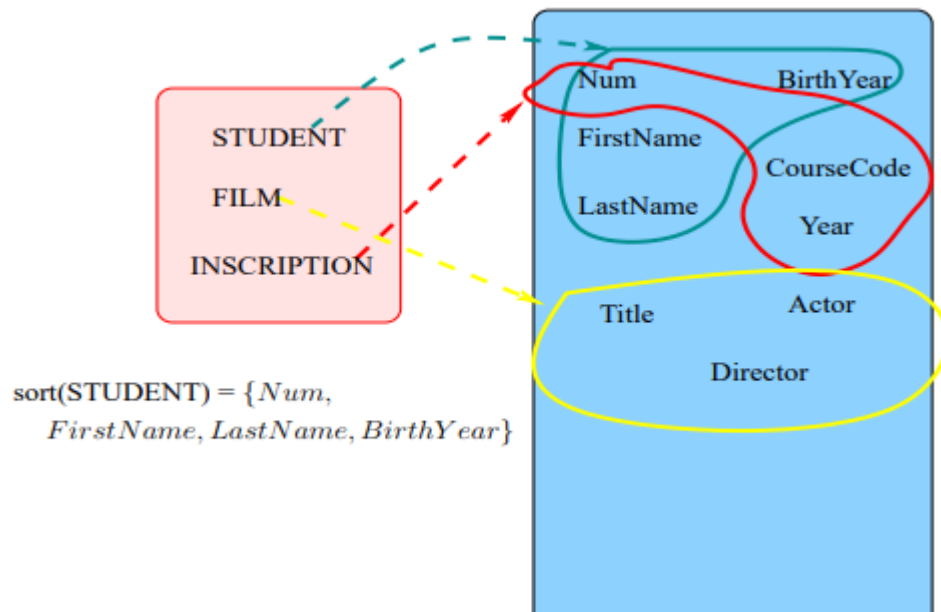 STUDENT
FILM
INSCRIPTION
sort(STUDENT) = {Num,
FirstName, LastName, BirthYear}
Num
BirthYear
FirstName
CourseCode
LastName
Year
Title
Actor
Director